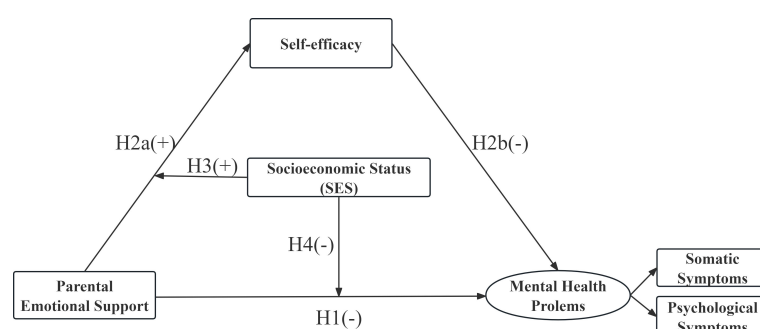 Self-efficacy
H2a(+)
H2b(-)
H3(+)
Socioeconomic Status
(SES)
H4(-)
Parental
Emotional Support
H1(-)
Mental Health
Prolems
Somatic
Symptoms
Psychological
Symptoms